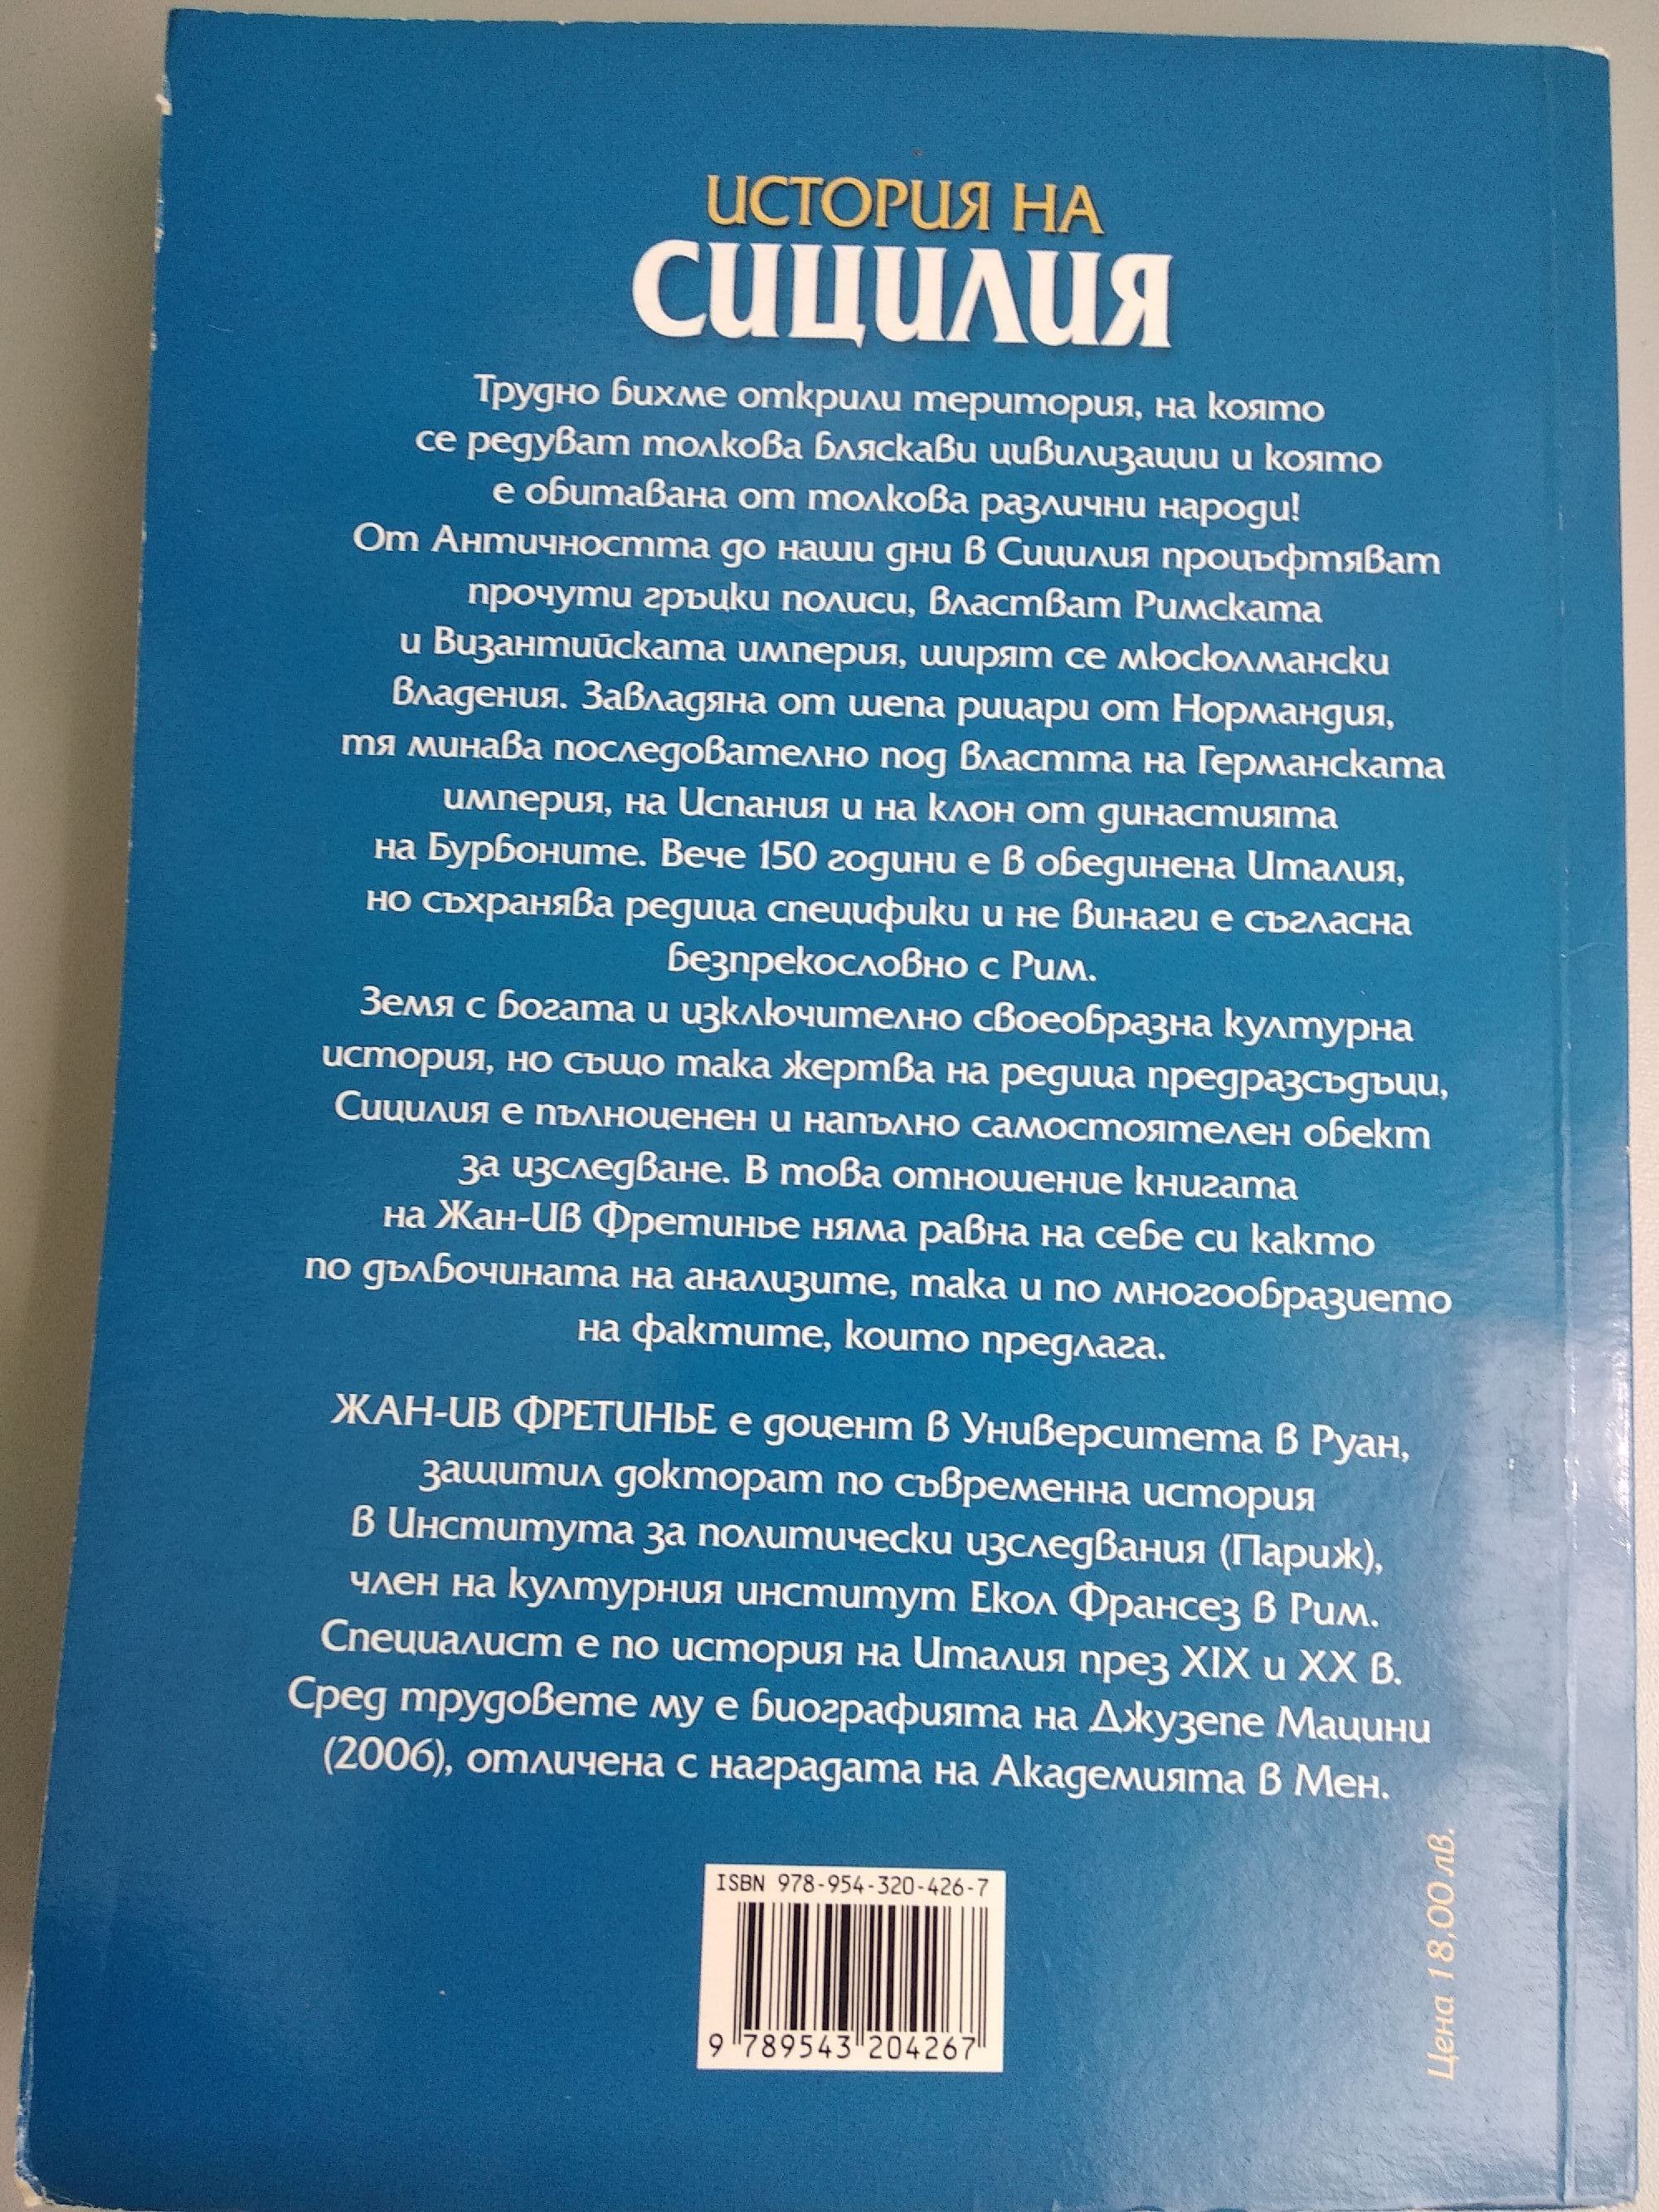 ИСТОРИЯ НА
СИЦИЛИЯ
Трудно бихме открили територия, на която
се редуват толкова бляскави цивилизации и която
е обитавана от толкова различни народи!
От Античността до наши дни в Сицилия процъфтяват
прочути гръцки полиси, властват Римската
и Византийската империя, ширят се мюсюлмански
владения. Завладяна от шепа рицари от Нормандия,
тя минава последователно под властта на Германската
империя, на Испания и на клон от династията
на Бурбоните. Вече 150 години е в обединена Италия,
но съхранява редица специфики и не винаги е съгласна
безпрекословно с Рим.
Земя с богата и изключително своеобразна културна
история, но също така жертва на редица предразсъдъци,
Сицилия е пълноценен и напълно самостоятелен обект
за изследване. В това отношение книгата
на Жан-Ив Фретинье няма равна на себе си както
по дълбочината на анализите, така и по многообразието
на фактите, които предлага.
ЖАН-ИВ ФРЕТИНЬЕ е доцент в Университета в Руан,
защитил докторат по съвременна история
в Института за политически изследвания (Париж),
член на културния институт Екол Франсез в Рим.
Специалист е по история на Италия през XIX и XX в.
Сред трудовете му е биографията на Джузепе Мацини
(2006), отличена с наградата на Академията в Мен.
ISBN 978-954-320-426-7
9 789543 204267
Цена 18,00 лв.